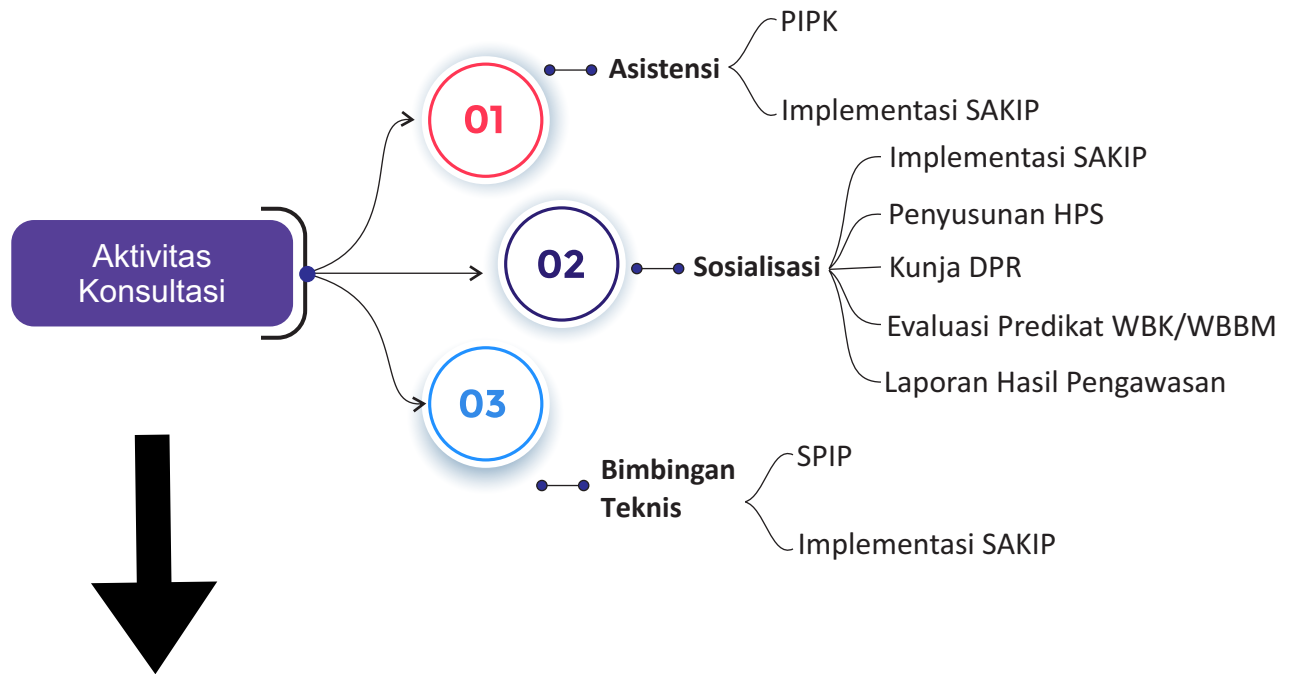 Aktivitas
Konsultasi
01
Asistensi
PIPK
Implementasi SAKIP
02
Sosialisasi
Implementasi SAKIP
Penyusunan HPS
Kunja DPR
Evaluasi Predikat WBK/WBBM
Laporan Hasil Pengawasan
03
Bimbingan
Teknis
SPIP
Implementasi SAKIP